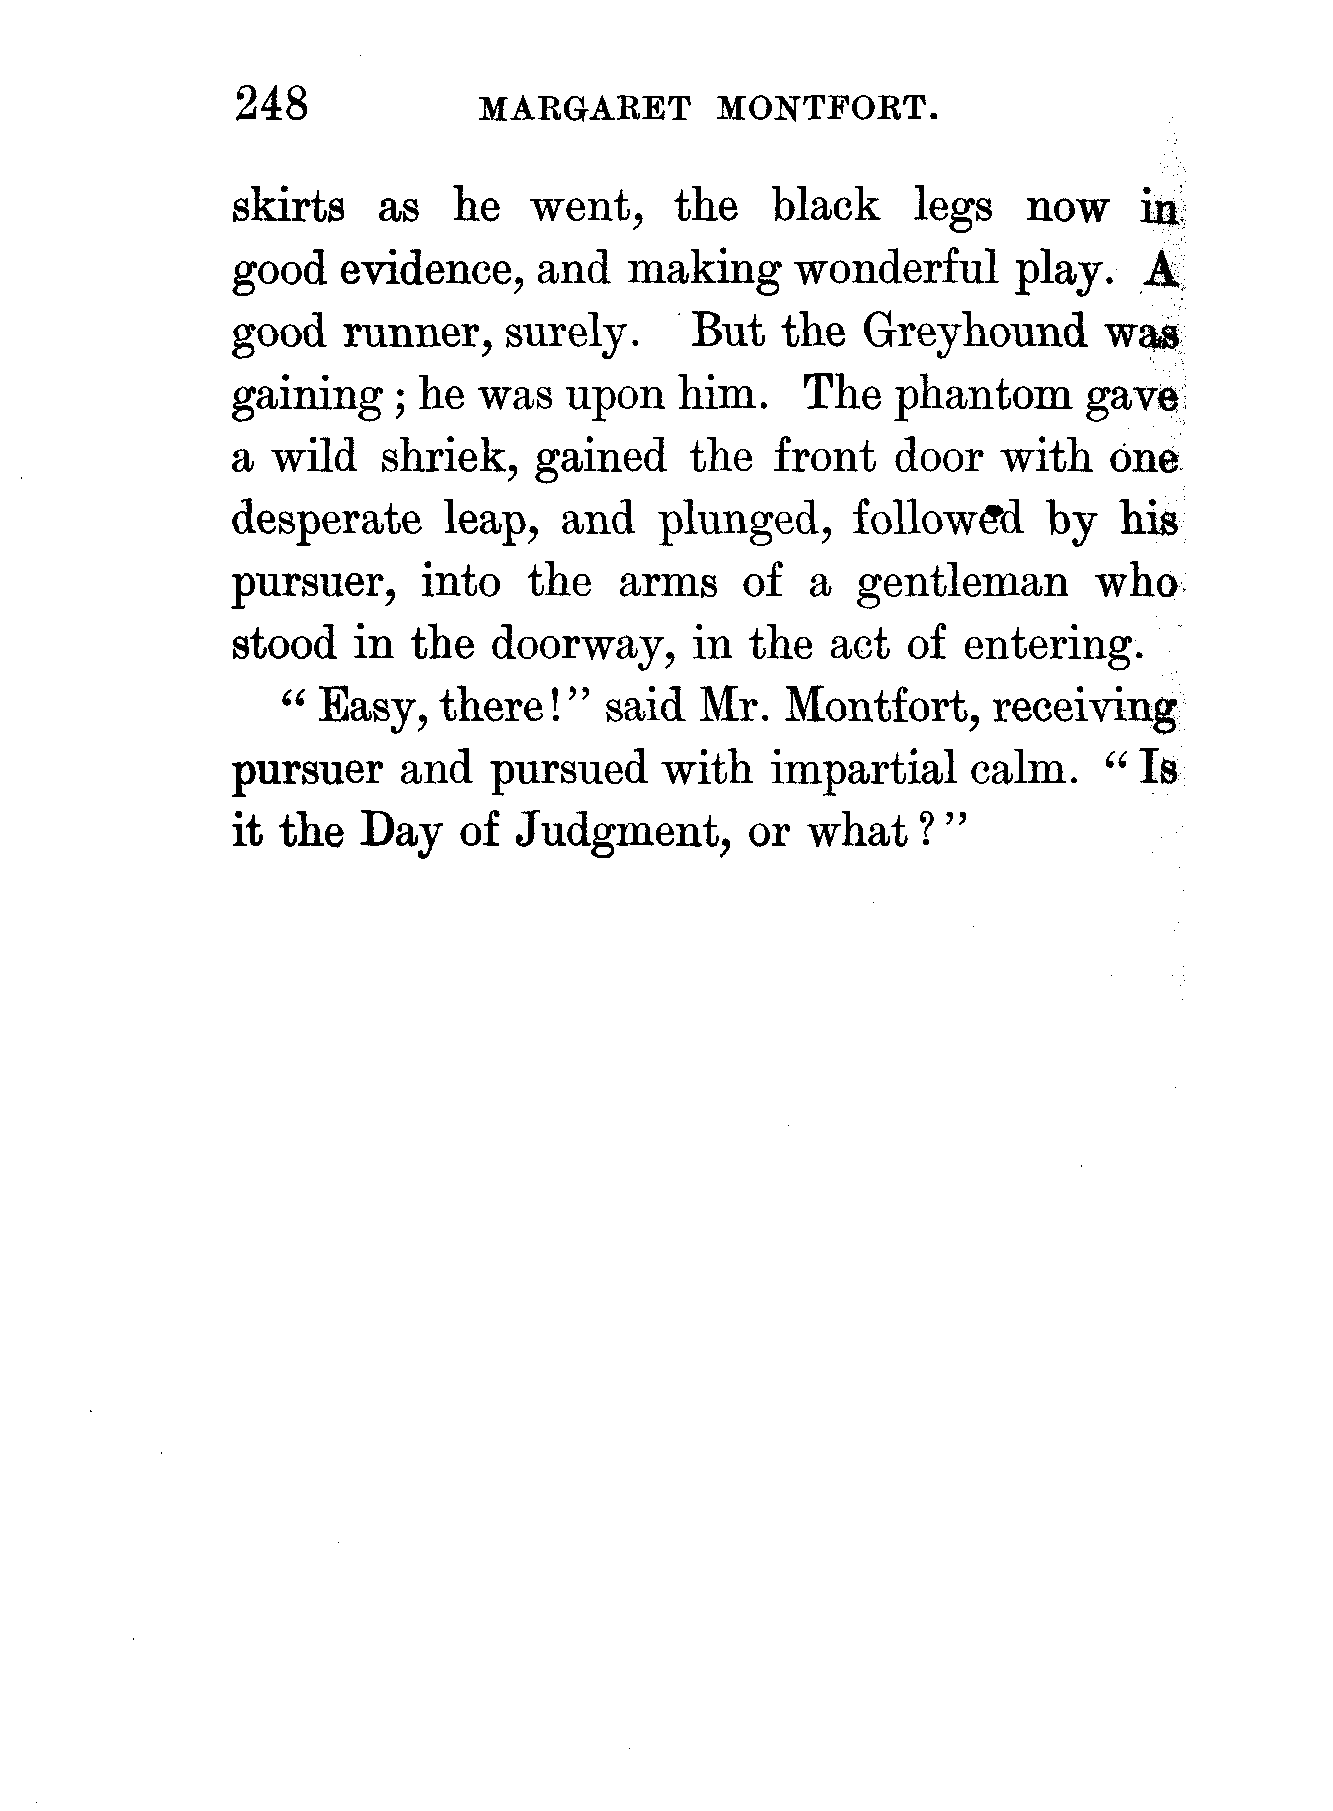 248 MARGARET MONTFORT.
skirts as he went, the black legs now in
good evidence, and making wonderful play. A
good runner, surely. But the Greyhound was
gaining ; he was upon him. The phantom gave
a wild shriek, gained the front door with one
desperate leap, and plunged, followed by his
pursuer, into the arms of a gentleman who
stood in the doorway, in the act of entering.
“ Easy, there! ” said Mr. Montfort, receiving
pursuer and pursued with impartial calm. “ Is
it the Day of Judgment, or what ? ”